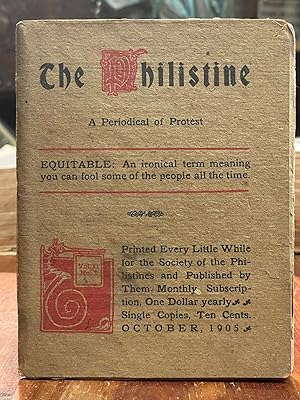 The Philistine
A Periodical of Protest
EQUITABLE: An ironical term meaning
you can fool some of the people all the time.
Printed Every Little While
for the Society of the Phi-
listines and Published by
Them Monthly. Subscrip-
tion, One Dollar yearly
Single Copies, Ten Cents.
OCTOBER, 1905